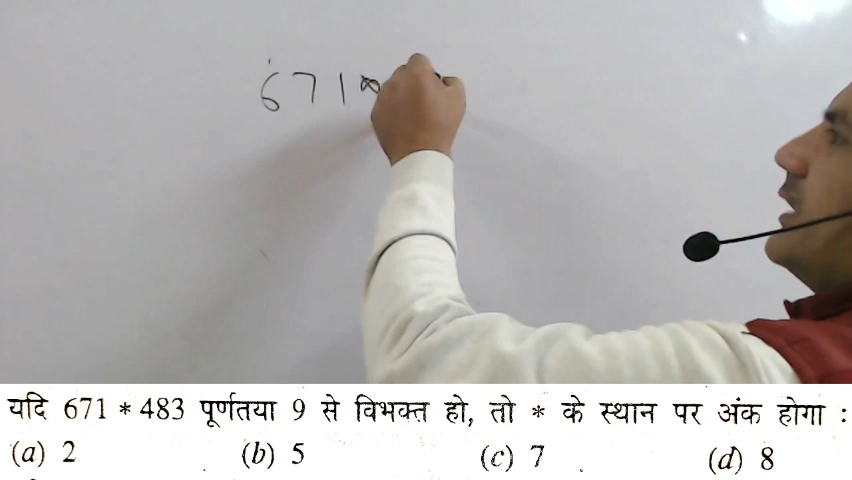 671*
यदि 671 * 483 पूर्णतया 9 से विभक्त हो, तो * के स्थान पर अंक होगा :
(a) 2 (b) 5 (c) 7 (d) 8